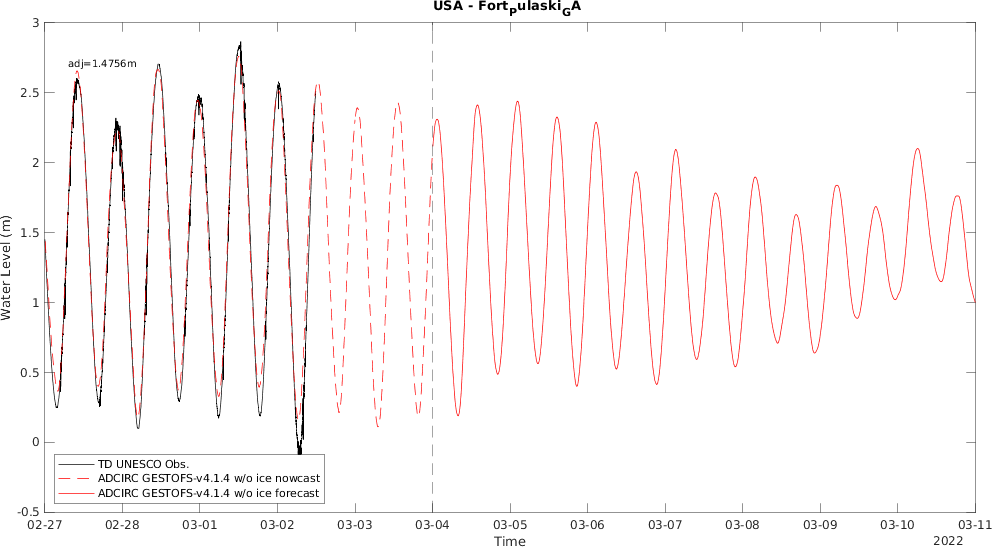 USA - FortPulaskiGA
adj=1.4756m
Water Level (m)
3
2.5
2
1.5
1
0.5
0
-0.5
TD UNESCO Obs.
ADCIRC GESTOFS-v4.1.4 w/o ice nowcast
ADCIRC GESTOFS-v4.1.4 w/o ice forecast
02-27 02-28 03-01 03-02 03-03 03-04 03-05 03-06 03-07 03-08 03-09 03-10 03-11
Time
2022